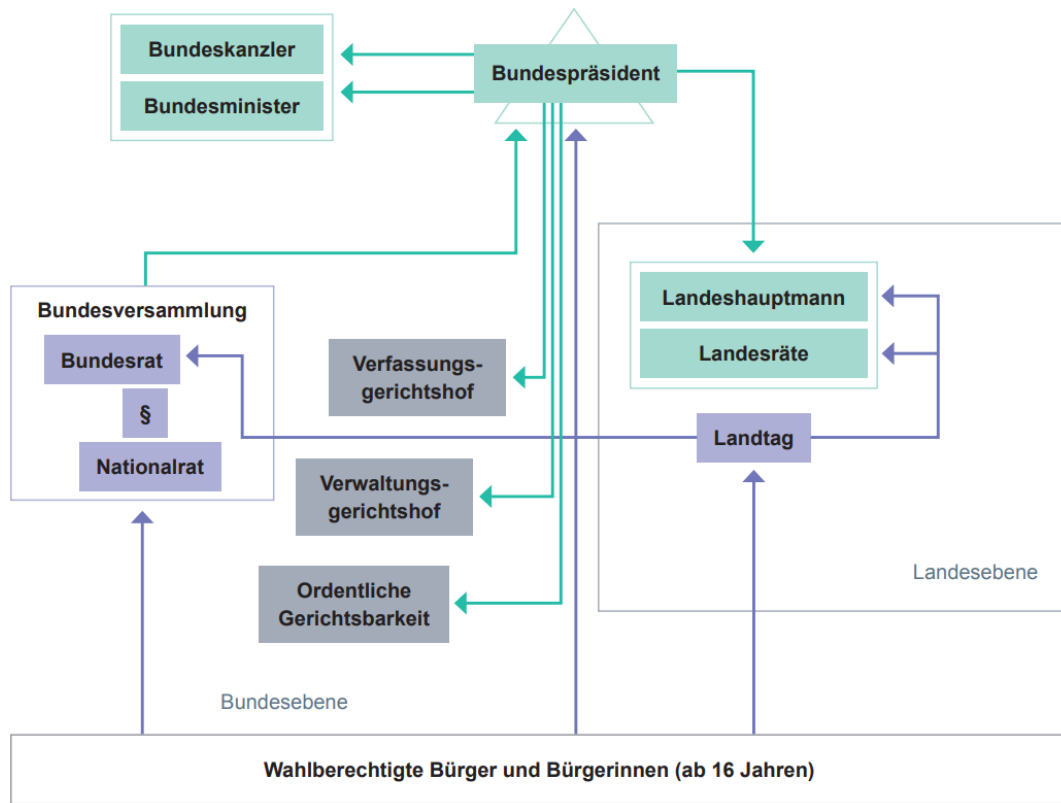 Bundeskanzler
Bundesminister
Bundespräsident
Bundesversammlung
Bundesrat
§
Nationalrat
Verfassungs-
gerichtshof
Verwaltungs-
gerichtshof
Ordentliche
Gerichtsbarkeit
Landeshauptmann
Landesräte
Landtag
Landesebene
Bundesebene
Wahlberechtigte Bürger und Bürgerinnen (ab 16 Jahren)